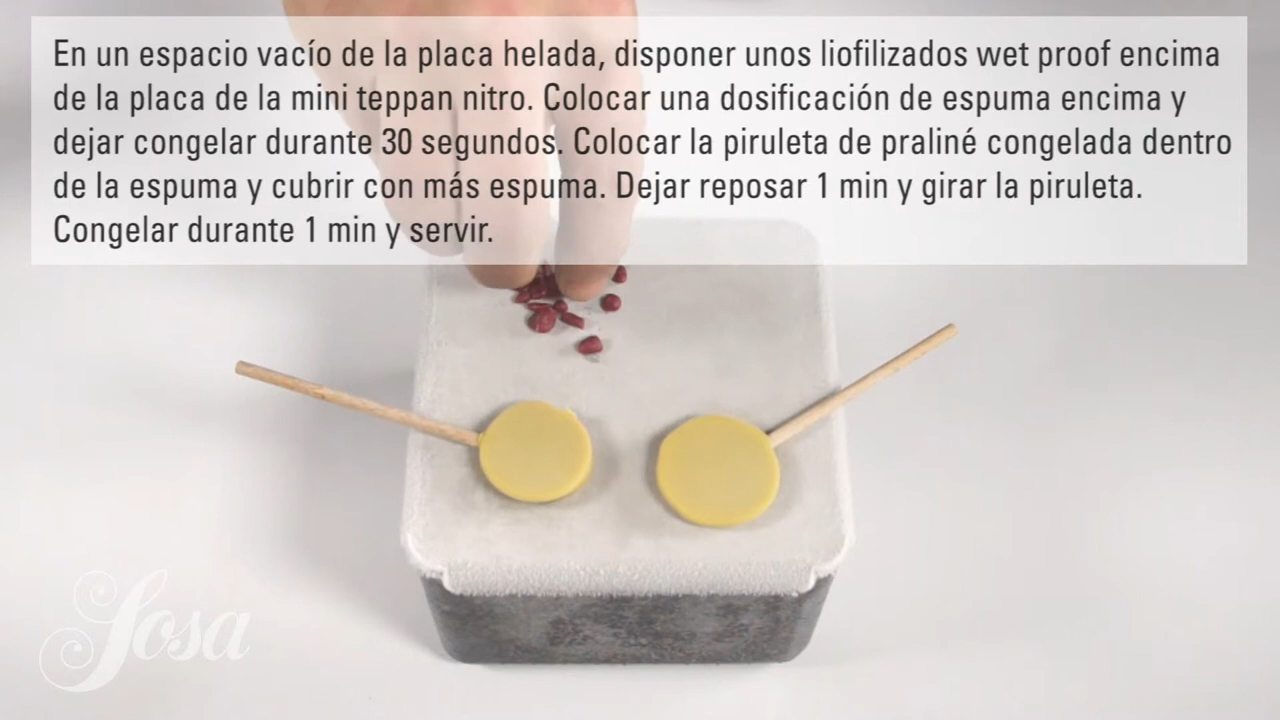 En un espacio vacío de la placa helada, disponer unos liofilizados wet proof encima
de la placa de la mini teppan nitro. Colocar una dosificación de espuma encima y
dejar congelar durante 30 segundos. Colocar la piruleta de praliné congelada dentro
de la espuma y cubrir con más espuma. Dejar reposar 1 min y girar la piruleta.
Congelar durante 1 min y servir.
Sosa